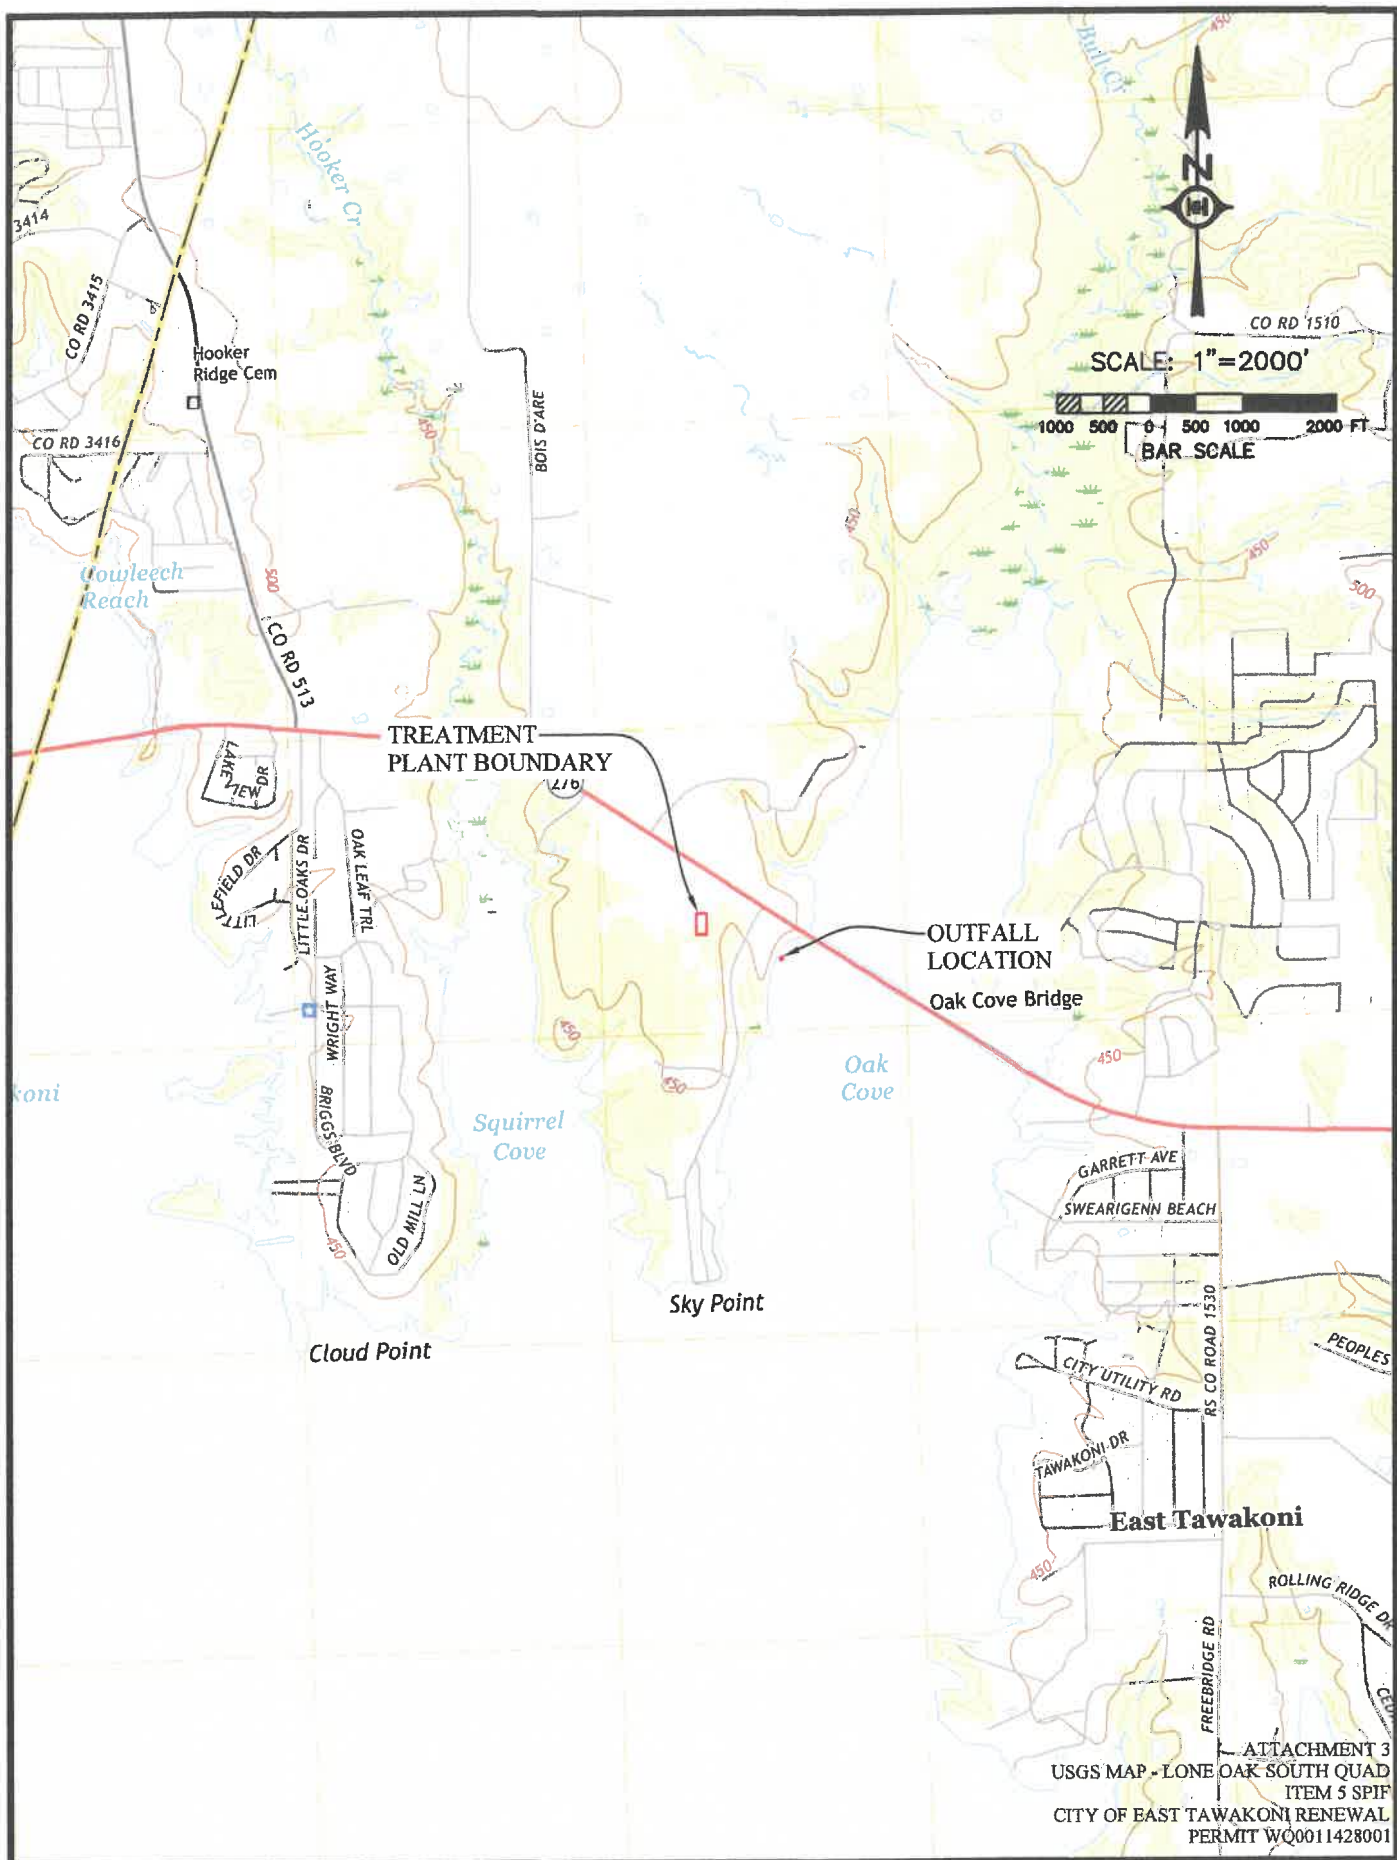 450
Bull Cr
Hooker Cr
N
3414
CO RD 3415
CO RD 1510
SCALE: 1"=2000'
Hooker
Ridge Cem
1000 500 0 500 1000 2000 FT
BAR SCALE
BOIS D'ARE
450
CO RD 3416
450
450
Cowleech
Reach
500
500
CO RD 513
TREATMENT
PLANT BOUNDARY
LAKE VIEW DR
276
OAK LEAF TRL
LITTLE OAKS DR
LITTLEFIELD DR
OUTFALL
LOCATION
Oak Cove Bridge
WRIGHT WAY
450
450
450
koni
Oak
Cove
BRIGGS BLVD
Squirrel
Cove
GARRETT AVE
OLD MILL LN
SWEARIGENN BEACH
450
Sky Point
RS CO ROAD 1530
Cloud Point
PEOPLES
CITY UTILITY RD
TAWAKONI DR
East Tawakoni
450
ROLLING RIDGE DR
FREEBRIDGE RD
ATTACHMENT 3
USGS MAP - LONE OAK SOUTH QUAD
ITEM 5 SPIF
CITY OF EAST TAWAKONI RENEWAL
PERMIT WQ0011428001